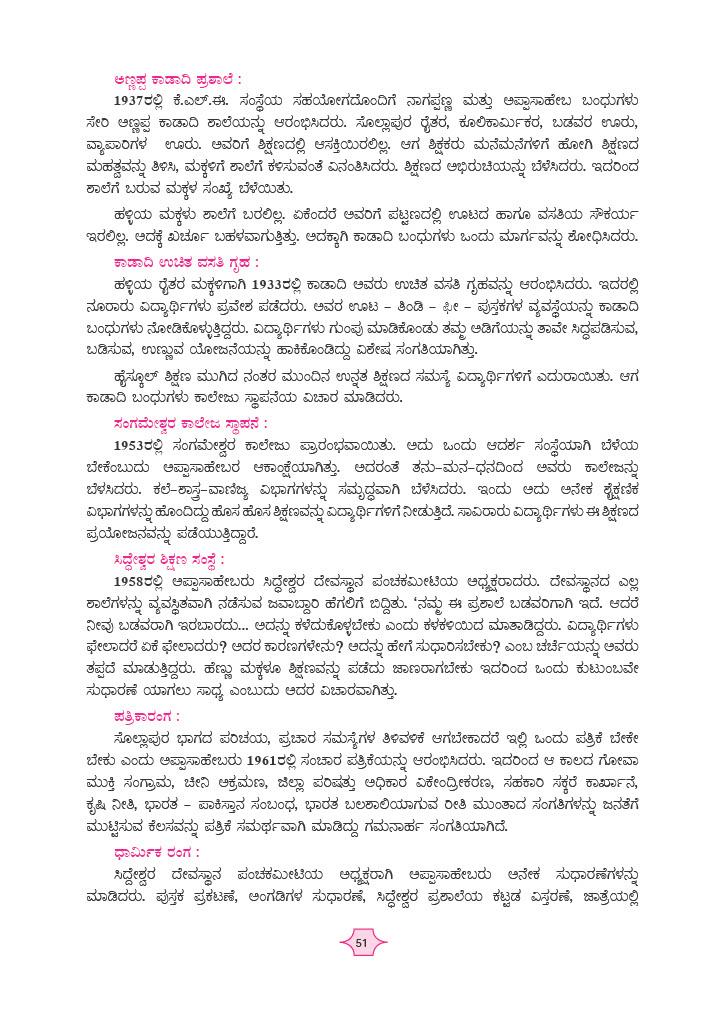 ಅಣ್ಣಪ್ಪ ಕಾಡಾದಿ ಪ್ರಶಾಲೆ :
1937ರಲ್ಲಿ ಕೆ.ಎಲ್.ಈ. ಸಂಸ್ಥೆಯ ಸಹಯೋಗದೊಂದಿಗೆ ನಾಗಪ್ಪಣ್ಣ ಮತ್ತು ಅಪ್ಪಾಸಾಹೇಬ ಬಂಧುಗಳು
ಸೇರಿ ಅಣ್ಣಪ್ಪ ಕಾಡಾದಿ ಶಾಲೆಯನ್ನು ಆರಂಭಿಸಿದರು. ಸೊಲ್ಲಾಪುರ ರೈತರ, ಕೂಲಿಕಾರ್ಮಿಕರ, ಬಡವರ ಊರು,
ವ್ಯಾಪಾರಿಗಳ ಊರು. ಅವರಿಗೆ ಶಿಕ್ಷಣದಲ್ಲಿ ಆಸಕ್ತಿಯಿರಲಿಲ್ಲ. ಆಗ ಶಿಕ್ಷಕರು ಮನೆಮನೆಗಳಿಗೆ ಹೋಗಿ ಶಿಕ್ಷಣದ
ಮಹತ್ವವನ್ನು ತಿಳಿಸಿ, ಮಕ್ಕಳಿಗೆ ಶಾಲೆಗೆ ಕಳಿಸುವಂತೆ ವಿನಂತಿಸಿದರು. ಶಿಕ್ಷಣದ ಅಭಿರುಚಿಯನ್ನು ಬೆಳೆಸಿದರು. ಇದರಿಂದ
ಶಾಲೆಗೆ ಬರುವ ಮಕ್ಕಳ ಸಂಖ್ಯೆ ಬೆಳೆಯಿತು.
ಹಳ್ಳಿಯ ಮಕ್ಕಳು ಶಾಲೆಗೆ ಬರಲಿಲ್ಲ. ಏಕೆಂದರೆ ಅವರಿಗೆ ಪಟ್ಟಣದಲ್ಲಿ ಊಟದ ಹಾಗೂ ವಸತಿಯ ಸೌಕರ್ಯ
ಇರಲಿಲ್ಲ. ಅದಕ್ಕೆ ಖರ್ಚೂ ಬಹಳವಾಗುತ್ತಿತ್ತು. ಅದಕ್ಕಾಗಿ ಕಾಡಾದಿ ಬಂಧುಗಳು ಒಂದು ಮಾರ್ಗವನ್ನು ಶೋಧಿಸಿದರು.
ಕಾಡಾದಿ ಉಚಿತ ವಸತಿ ಗೃಹ :
ಹಳ್ಳಿಯ ರೈತರ ಮಕ್ಕಳಿಗಾಗಿ 1933ರಲ್ಲಿ ಕಾಡಾದಿ ಅವರು ಉಚಿತ ವಸತಿ ಗೃಹವನ್ನು ಆರಂಭಿಸಿದರು. ಇದರಲ್ಲಿ
ನೂರಾರು ವಿದ್ಯಾರ್ಥಿಗಳು ಪ್ರವೇಶ ಪಡೆದರು. ಅವರ ಊಟ – ತಿಂಡಿ – ಫೀ – ಪುಸ್ತಕಗಳ ವ್ಯವಸ್ಥೆಯನ್ನು ಕಾಡಾದಿ
ಬಂಧುಗಳು ನೋಡಿಕೊಳ್ಳುತ್ತಿದ್ದರು. ವಿದ್ಯಾರ್ಥಿಗಳು ಗುಂಪು ಮಾಡಿಕೊಂಡು ತಮ್ಮ ಅಡಿಗೆಯನ್ನು ತಾವೇ ಸಿದ್ಧಪಡಿಸುವ,
ಬಡಿಸುವ, ಉಣ್ಣುವ ಯೋಜನೆಯನ್ನು ಹಾಕಿಕೊಂಡಿದ್ದು ವಿಶೇಷ ಸಂಗತಿಯಾಗಿತ್ತು.
ಹೈಸ್ಕೂಲ್ ಶಿಕ್ಷಣ ಮುಗಿದ ನಂತರ ಮುಂದಿನ ಉನ್ನತ ಶಿಕ್ಷಣದ ಸಮಸ್ಯೆ ವಿದ್ಯಾರ್ಥಿಗಳಿಗೆ ಎದುರಾಯಿತು. ಆಗ
ಕಾಡಾದಿ ಬಂಧುಗಳು ಕಾಲೇಜು ಸ್ಥಾಪನೆಯ ವಿಚಾರ ಮಾಡಿದರು.
ಸಂಗಮೇಶ್ವರ ಕಾಲೇಜ ಸ್ಥಾಪನೆ :
1953ರಲ್ಲಿ ಸಂಗಮೇಶ್ವರ ಕಾಲೇಜು ಪ್ರಾರಂಭವಾಯಿತು. ಅದು ಒಂದು ಆದರ್ಶ ಸಂಸ್ಥೆಯಾಗಿ ಬೆಳೆಯ
ಬೇಕೆಂಬುದು ಅಪ್ಪಾಸಾಹೇಬರ ಆಕಾಂಕ್ಷೆಯಾಗಿತ್ತು. ಅದರಂತೆ ತನು–ಮನ–ಧನದಿಂದ ಅವರು ಕಾಲೇಜನ್ನು
ಬೆಳಸಿದರು. ಕಲೆ–ಶಾಸ್ತ್ರ–ವಾಣಿಜ್ಯ ವಿಭಾಗಗಳನ್ನು ಸಮೃದ್ಧವಾಗಿ ಬೆಳೆಸಿದರು. ಇಂದು ಅದು ಅನೇಕ ಶೈಕ್ಷಣಿಕ
ವಿಭಾಗಗಳನ್ನು ಹೊಂದಿದ್ದು ಹೊಸ ಹೊಸ ಶಿಕ್ಷಣವನ್ನು ವಿದ್ಯಾರ್ಥಿಗಳಿಗೆ ನೀಡುತ್ತಿದೆ. ಸಾವಿರಾರು ವಿದ್ಯಾರ್ಥಿಗಳು ಈ ಶಿಕ್ಷಣದ
ಪ್ರಯೋಜನವನ್ನು ಪಡೆಯುತ್ತಿದ್ದಾರೆ.
ಸಿದ್ಧೇಶ್ವರ ಶಿಕ್ಷಣ ಸಂಸ್ಥೆ :
1958ರಲ್ಲಿ ಅಪ್ಪಾಸಾಹೇಬರು ಸಿದ್ಧೇಶ್ವರ ದೇವಸ್ಥಾನ ಪಂಚಕಮೀಟಿಯ ಅಧ್ಯಕ್ಷರಾದರು. ದೇವಸ್ಥಾನದ ಎಲ್ಲ
ಶಾಲೆಗಳನ್ನು ವ್ಯವಸ್ಥಿತವಾಗಿ ನಡೆಸುವ ಜವಾಬ್ದಾರಿ ಹೆಗಲಿಗೆ ಬಿದ್ದಿತು. ‘ನಮ್ಮ ಈ ಪ್ರಶಾಲೆ ಬಡವರಿಗಾಗಿ ಇದೆ. ಆದರೆ
ನೀವು ಬಡವರಾಗಿ ಇರಬಾರದು... ಅದನ್ನು ಕಳೆದುಕೊಳ್ಳಬೇಕು ಎಂದು ಕಳಕಳಿಯಿದ ಮಾತಾಡಿದ್ದರು. ವಿದ್ಯಾರ್ಥಿಗಳು
ಫೇಲಾದರೆ ಏಕೆ ಫೇಲಾದರು? ಅದರ ಕಾರಣಗಳೇನು? ಅದನ್ನು ಹೇಗೆ ಸುಧಾರಿಸಬೇಕು? ಎಂಬ ಚರ್ಚೆಯನ್ನು ಅವರು
ತಪ್ಪದೆ ಮಾಡುತ್ತಿದ್ದರು. ಹೆಣ್ಣು ಮಕ್ಕಳೂ ಶಿಕ್ಷಣವನ್ನು ಪಡೆದು ಜಾಣರಾಗಬೇಕು ಇದರಿಂದ ಒಂದು ಕುಟುಂಬವೇ
ಸುಧಾರಣೆ ಯಾಗಲು ಸಾಧ್ಯ ಎಂಬುದು ಅದರ ವಿಚಾರವಾಗಿತ್ತು.
ಪತ್ರಿಕಾರಂಗ :
ಸೊಲ್ಲಾಪುರ ಭಾಗದ ಪರಿಚಯ, ಪ್ರಚಾರ ಸಮಸ್ಯೆಗಳ ತಿಳಿವಳಿಕೆ ಆಗಬೇಕಾದರೆ ಇಲ್ಲಿ ಒಂದು ಪತ್ರಿಕೆ ಬೇಕೇ
ಬೇಕು ಎಂದು ಅಪ್ಪಾಸಾಹೇಬರು 1961ರಲ್ಲಿ ಸಂಚಾರ ಪತ್ರಿಕೆಯನ್ನು ಆರಂಭಿಸಿದರು. ಇದರಿಂದ ಆ ಕಾಲದ ಗೋವಾ
ಮುಕ್ತಿ ಸಂಗ್ರಾಮ, ಚೀನಿ ಅಕ್ರಮಣ, ಜಿಲ್ಲಾ ಪರಿಷತ್ತು ಅಧಿಕಾರ ವಿಕೇಂದ್ರೀಕರಣ, ಸಹಕಾರಿ ಸಕ್ಕರೆ ಕಾರ್ಖಾನೆ,
ಕೃಷಿ ನೀತಿ, ಭಾರತ – ಪಾಕಿಸ್ತಾನ ಸಂಬಂಧ, ಭಾರತ ಬಲಶಾಲಿಯಾಗುವ ರೀತಿ ಮುಂತಾದ ಸಂಗತಿಗಳನ್ನು ಜನತೆಗೆ
ಮುಟ್ಟಿಸುವ ಕೆಲಸವನ್ನು ಪತ್ರಿಕೆ ಸಮರ್ಥವಾಗಿ ಮಾಡಿದ್ದು ಗಮನಾರ್ಹ ಸಂಗತಿಯಾಗಿದೆ.
ಧಾರ್ಮಿಕ ರಂಗ :
ಸಿದ್ದೇಶ್ವರ ದೇವಸ್ಥಾನ ಪಂಚಕಮೀಟಿಯ ಅಧ್ಯಕ್ಷರಾಗಿ ಅಪ್ಪಾಸಾಹೇಬರು ಅನೇಕ ಸುಧಾರಣೆಗಳನ್ನು
ಮಾಡಿದರು. ಪುಸ್ತಕ ಪ್ರಕಟಣೆ, ಅಂಗಡಿಗಳ ಸುಧಾರಣೆ, ಸಿದ್ಧೇಶ್ವರ ಪ್ರಶಾಲೆಯ ಕಟ್ಟಡ ವಿಸ್ತರಣೆ, ಜಾತ್ರೆಯಲ್ಲಿ
51